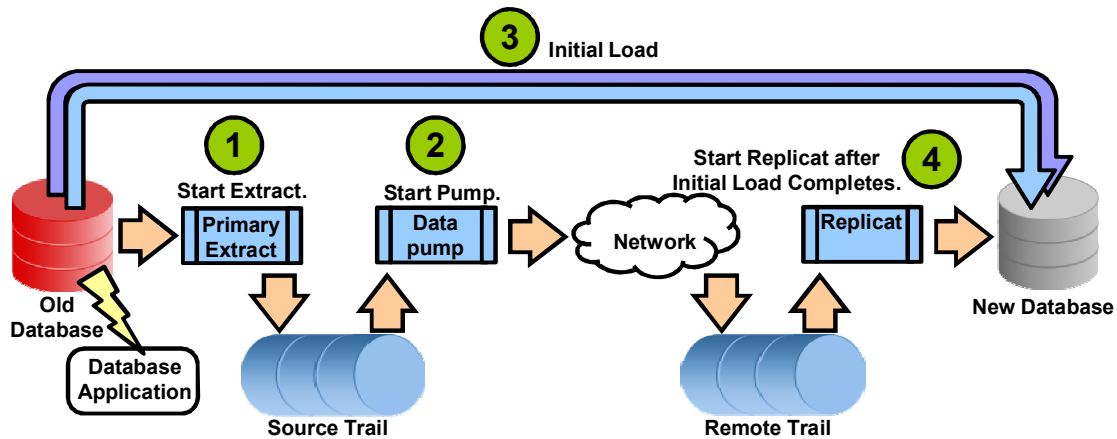 3
Initial Load
1
2
4
Start Extract.
Start Pump.
Start Replicat after
Initial Load Completes.
Primary
Extract
Data
pump
Network
Replicat
Old
Database
New Database
Database
Application
Source Trail
Remote Trail